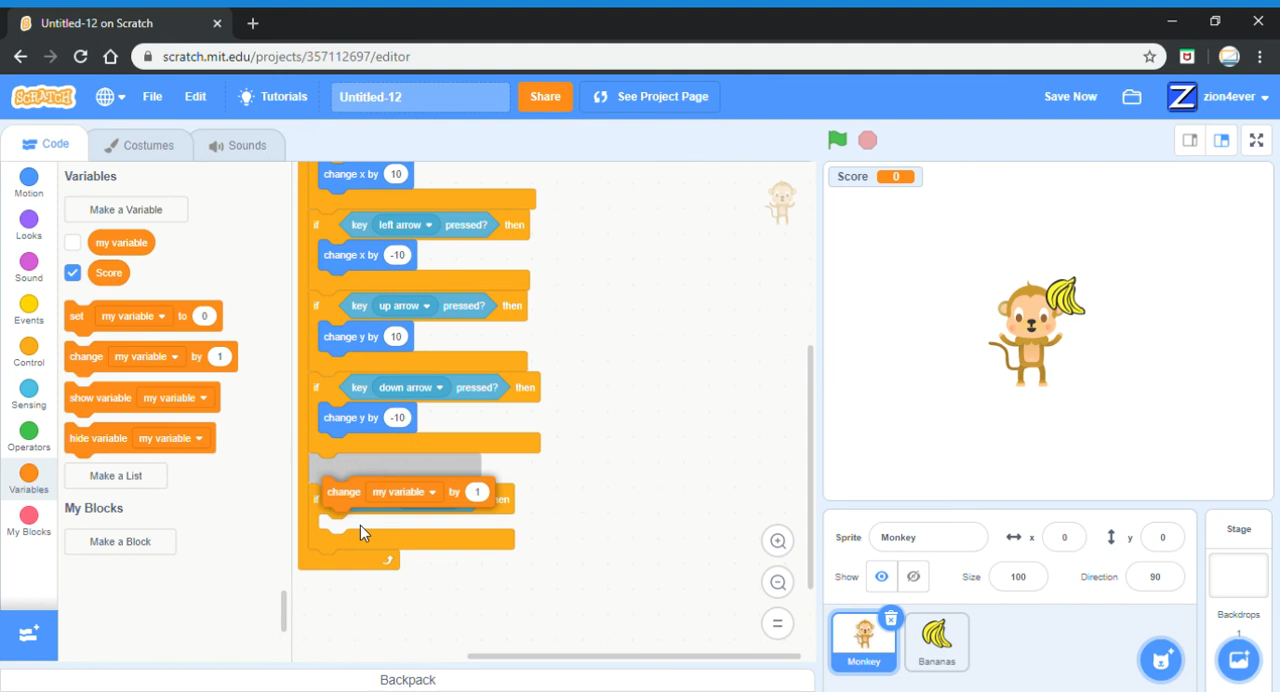 Untitled-12 on Scratch
scratch.mit.edu/projects/357112697/editor
SCRATCH
File
Edit
Tutorials
Untitled-12
Share
See Project Page
Save Now
Z
zion4ever
Code
Costumes
Sounds
Motion
Looks
Sound
Events
Control
Sensing
Operators
Variables
My Blocks
Variables
Make a Variable
my variable
Score
set my variable to 0
change my variable by 1
show variable my variable
hide variable my variable
Make a List
My Blocks
Make a Block
change x by 10
if key left arrow pressed? then
change x by -10
if key up arrow pressed? then
change y by 10
if key down arrow pressed? then
change y by -10
change my variable by 1
Score 0
Sprite Monkey x 0 y 0
Show Size 100 Direction 90
Monkey
Bananas
Stage
Backdrops
1
Backpack